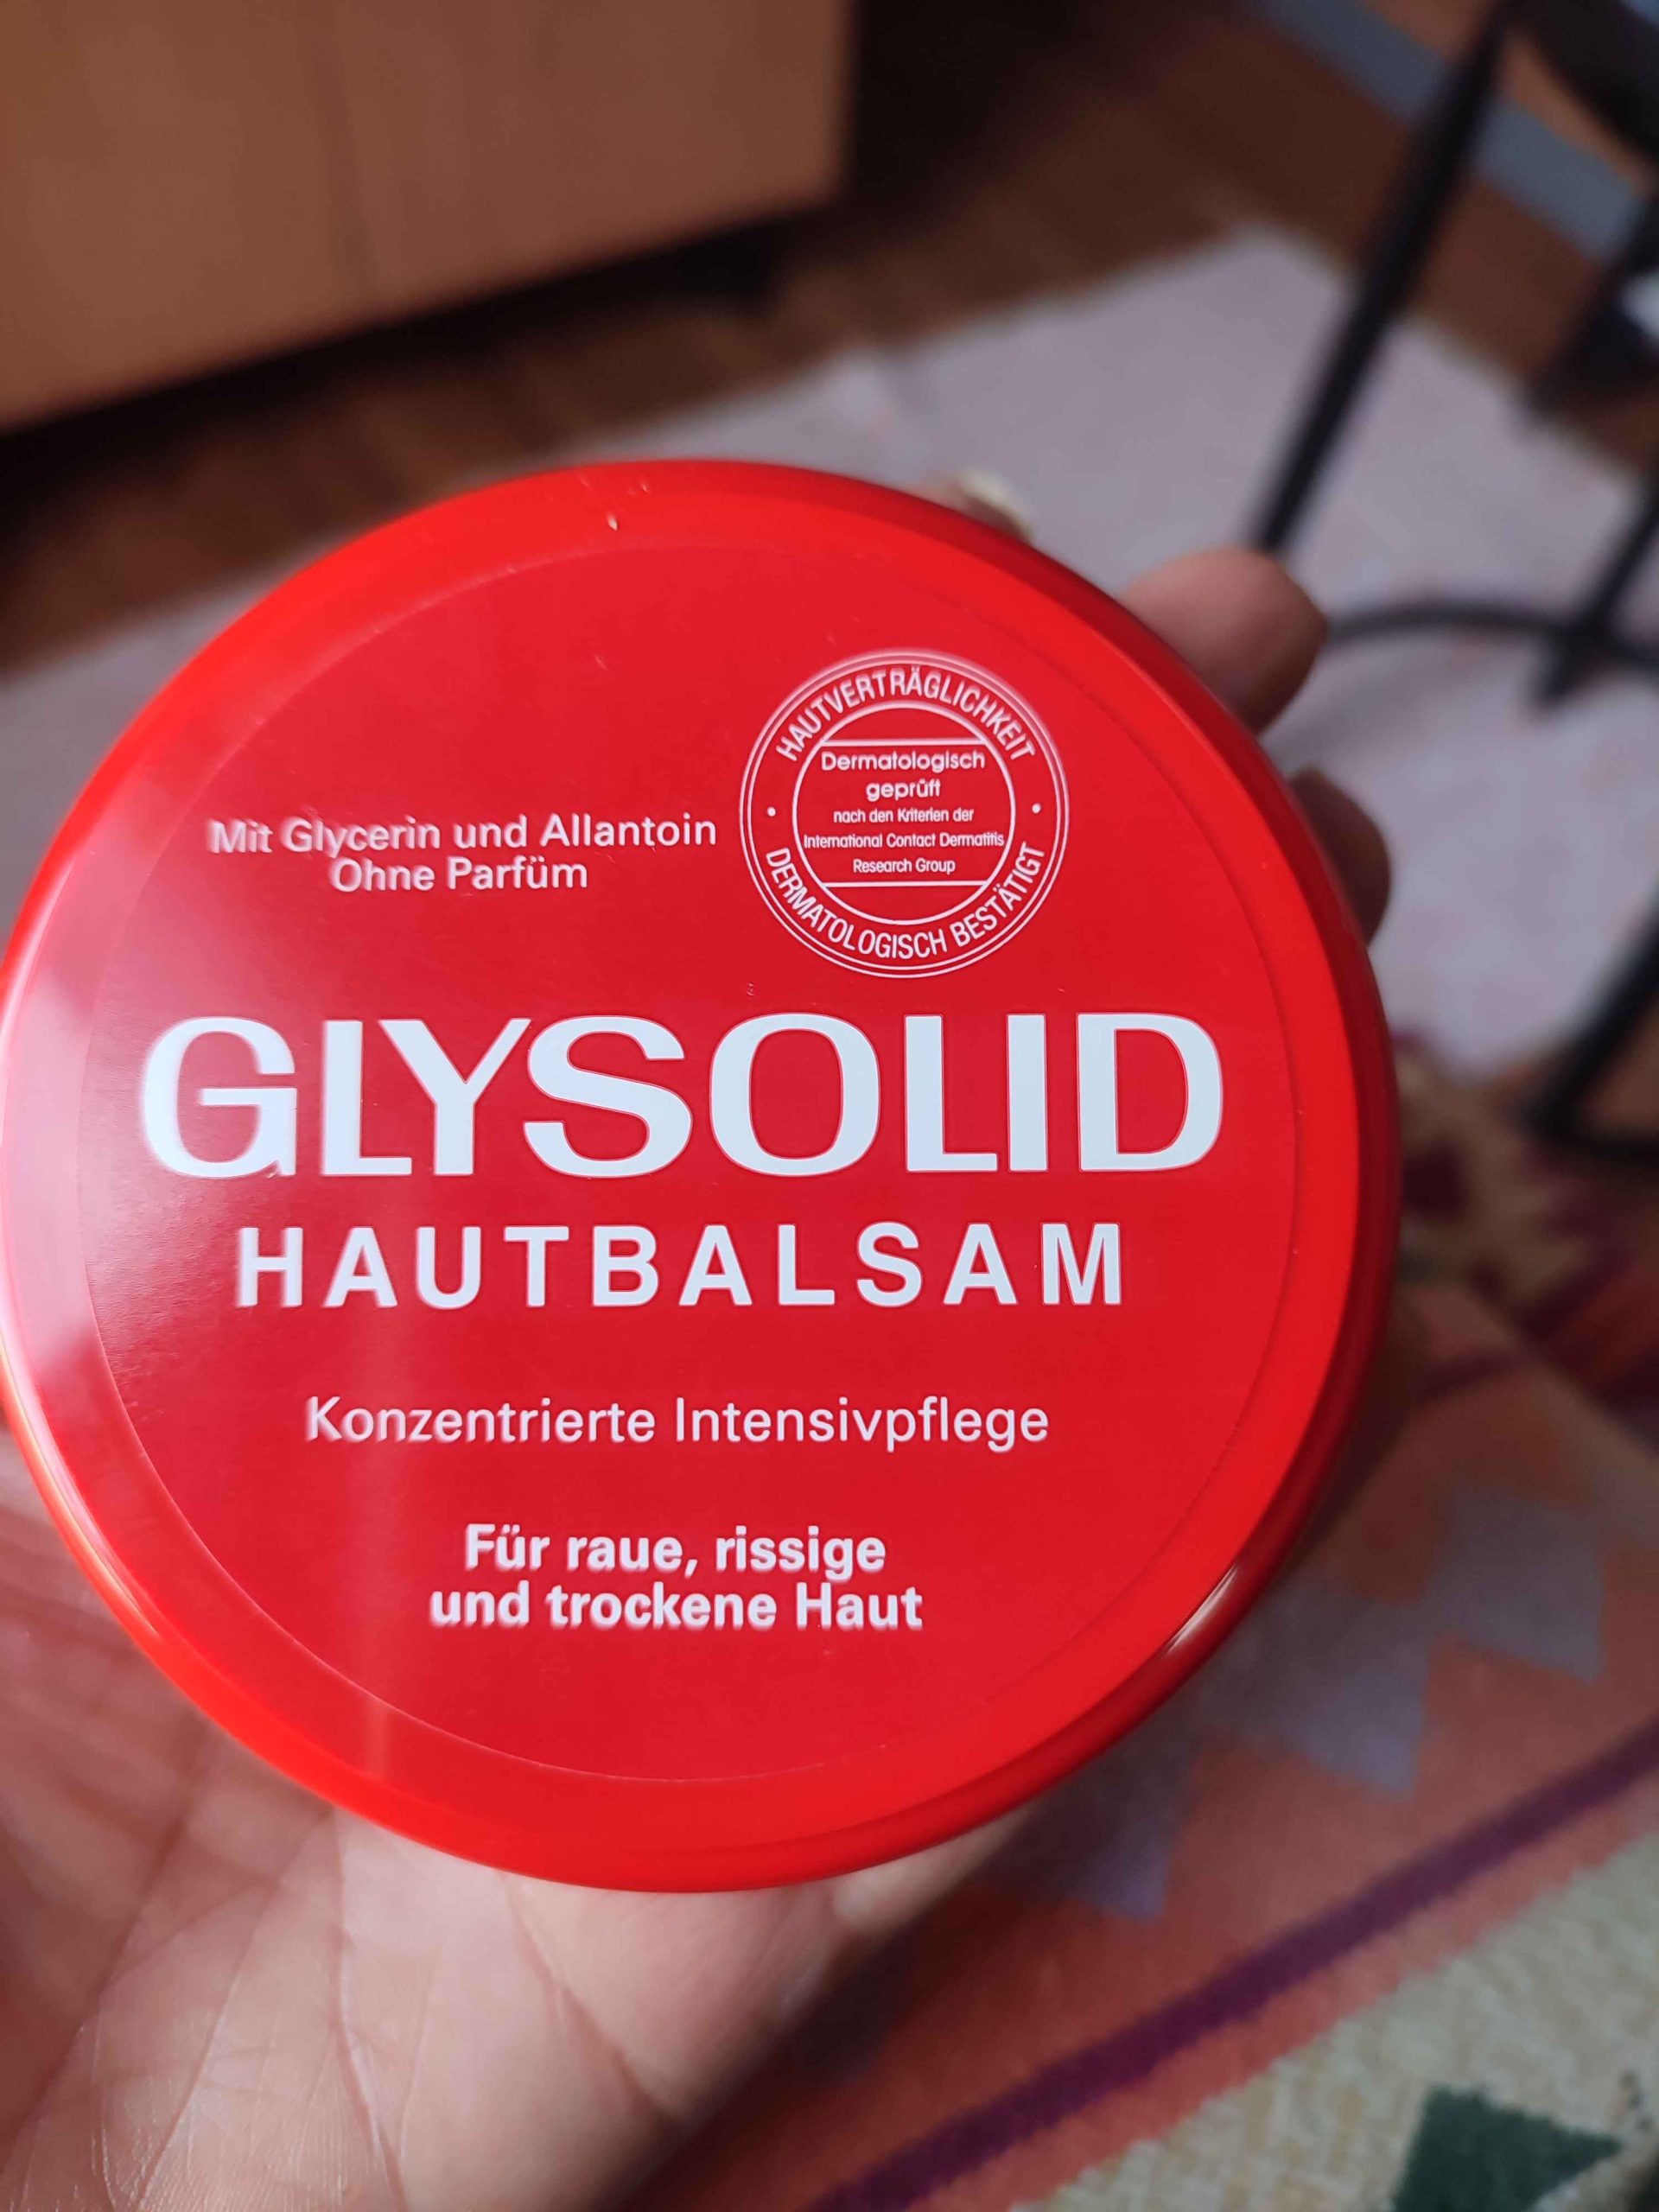 Mit Glycerin und Allantoin
Ohne Parfüm
HAUTVERTRÄGLICHKEIT
Dermatologisch
geprüft
nach den Kriterien der
International Contact Dermatitis
Research Group
DERMATOLOGISCH BESTÄTIGT
GLYSOLID
HAUTBALSAM
Konzentrierte Intensivpflege
Für raue, rissige
und trockene Haut